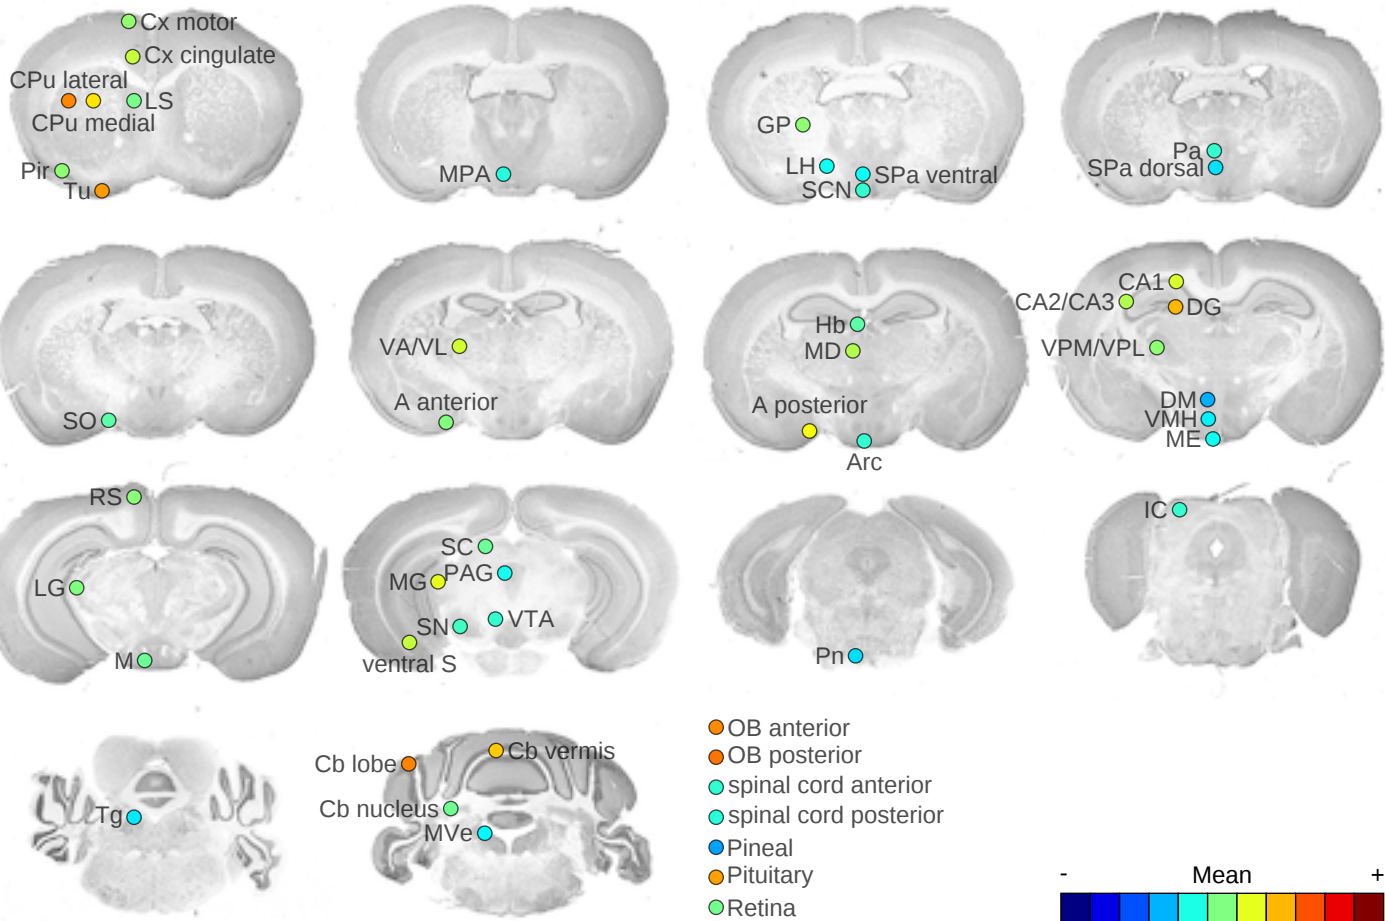 Cx motor
Cx cingulate
CPu lateral
LS
CPu medial
Pir
Tu
MPA
GP
LH
SPa ventral
SCN
Pa
SPa dorsal
SO
VA/VL
A anterior
Hb
MD
A posterior
Arc
CA1
CA2/CA3
DG
VPM/VPL
DM
VMH
ME
RS
LG
M
SC
MG
PAG
SN
VTA
ventral S
Pn
IC
Tg
Cb lobe
Cb vermis
Cb nucleus
MVe
OB anterior
OB posterior
spinal cord anterior
spinal cord posterior
Pineal
Pituitary
Retina
- Mean +